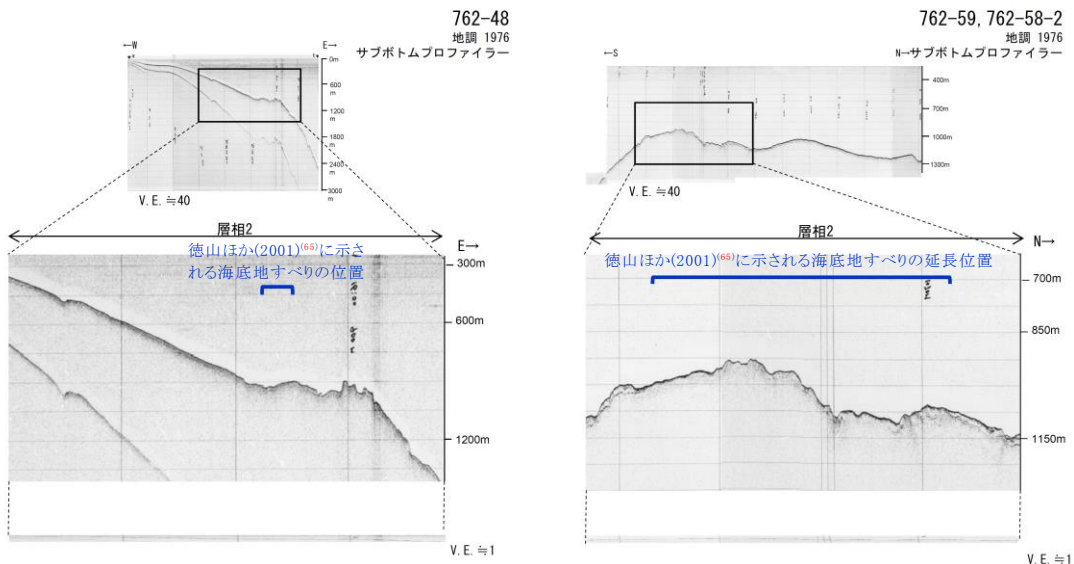 762-48
地調 1976
サブボトムプロファイラー
←W
E→
0m
600
m
1200
m
1800
m
2400
m
3000
m
V.E.≒40
層相2
徳山ほか(2001)(65)に示さ
れる海底地すべりの位置
E→
300m
600m
1200m
V.E.≒1
762-59, 762-58-2
地調 1976
サブボトムプロファイラー
←S
N→
400m
700m
1000m
1300m
V.E.≒40
層相2
徳山ほか(2001)(65)に示される海底地すべりの延長位置
N→
700m
850m
1150m
V.E.≒1